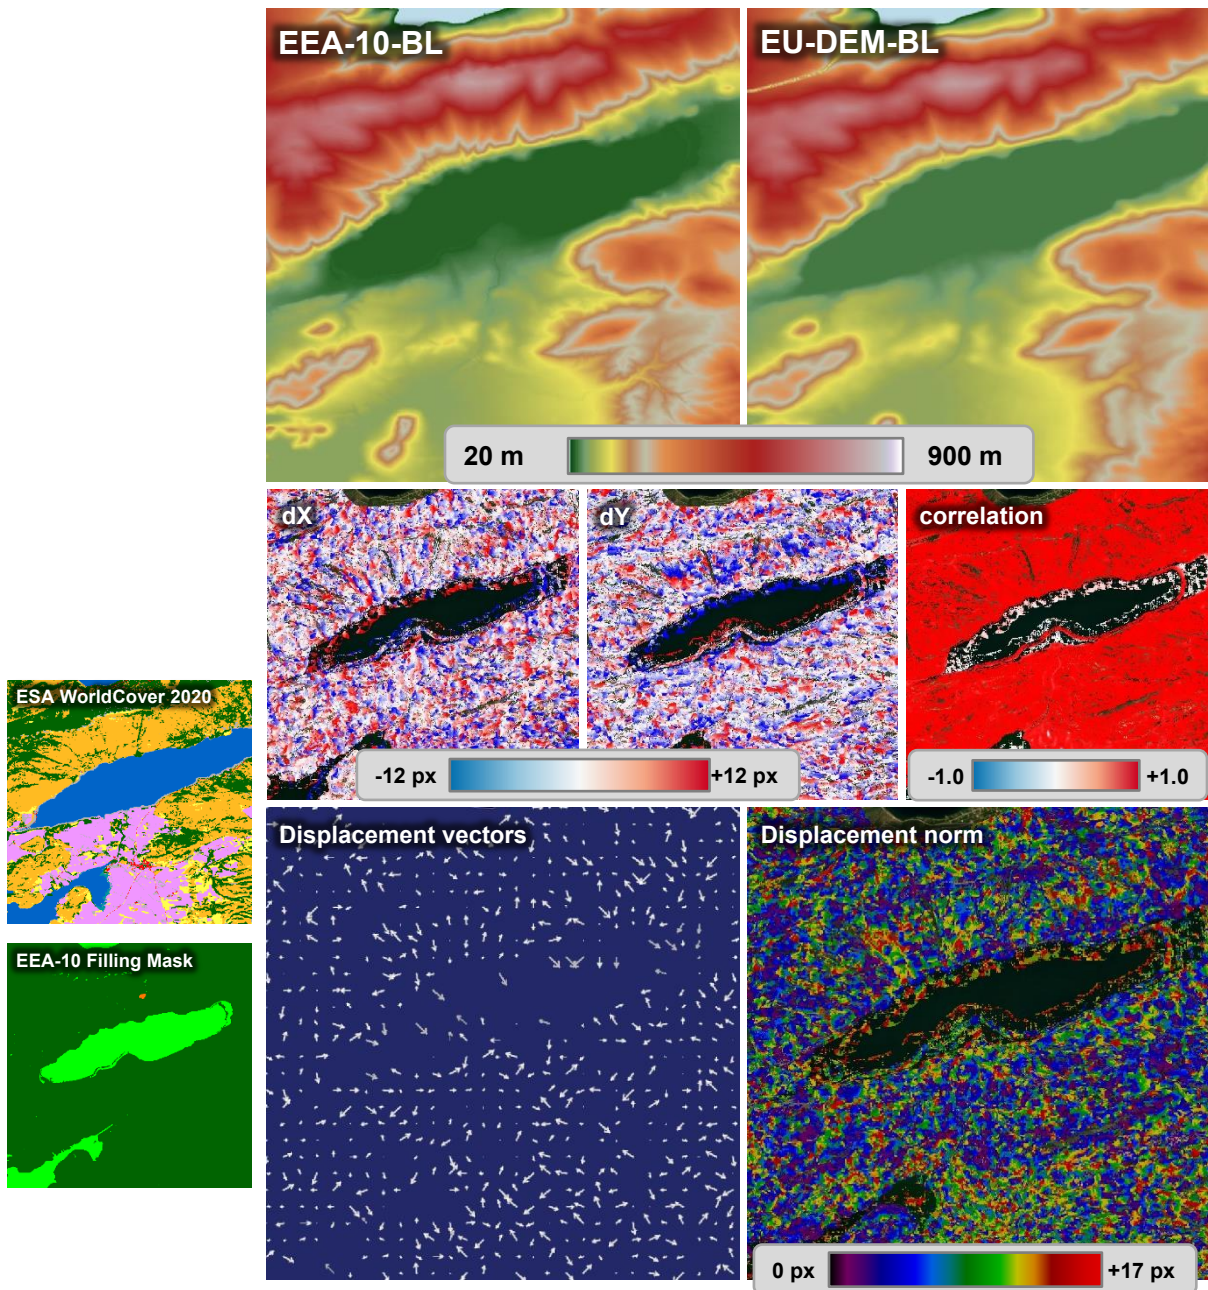 EEA-10-BL
EU-DEM-BL
20 m
900 m
dX
dY
correlation
-12 px
+12 px
-1.0
+1.0
ESA WorldCover 2020
Displacement vectors
Displacement norm
EEA-10 Filling Mask
0 px
+17 px